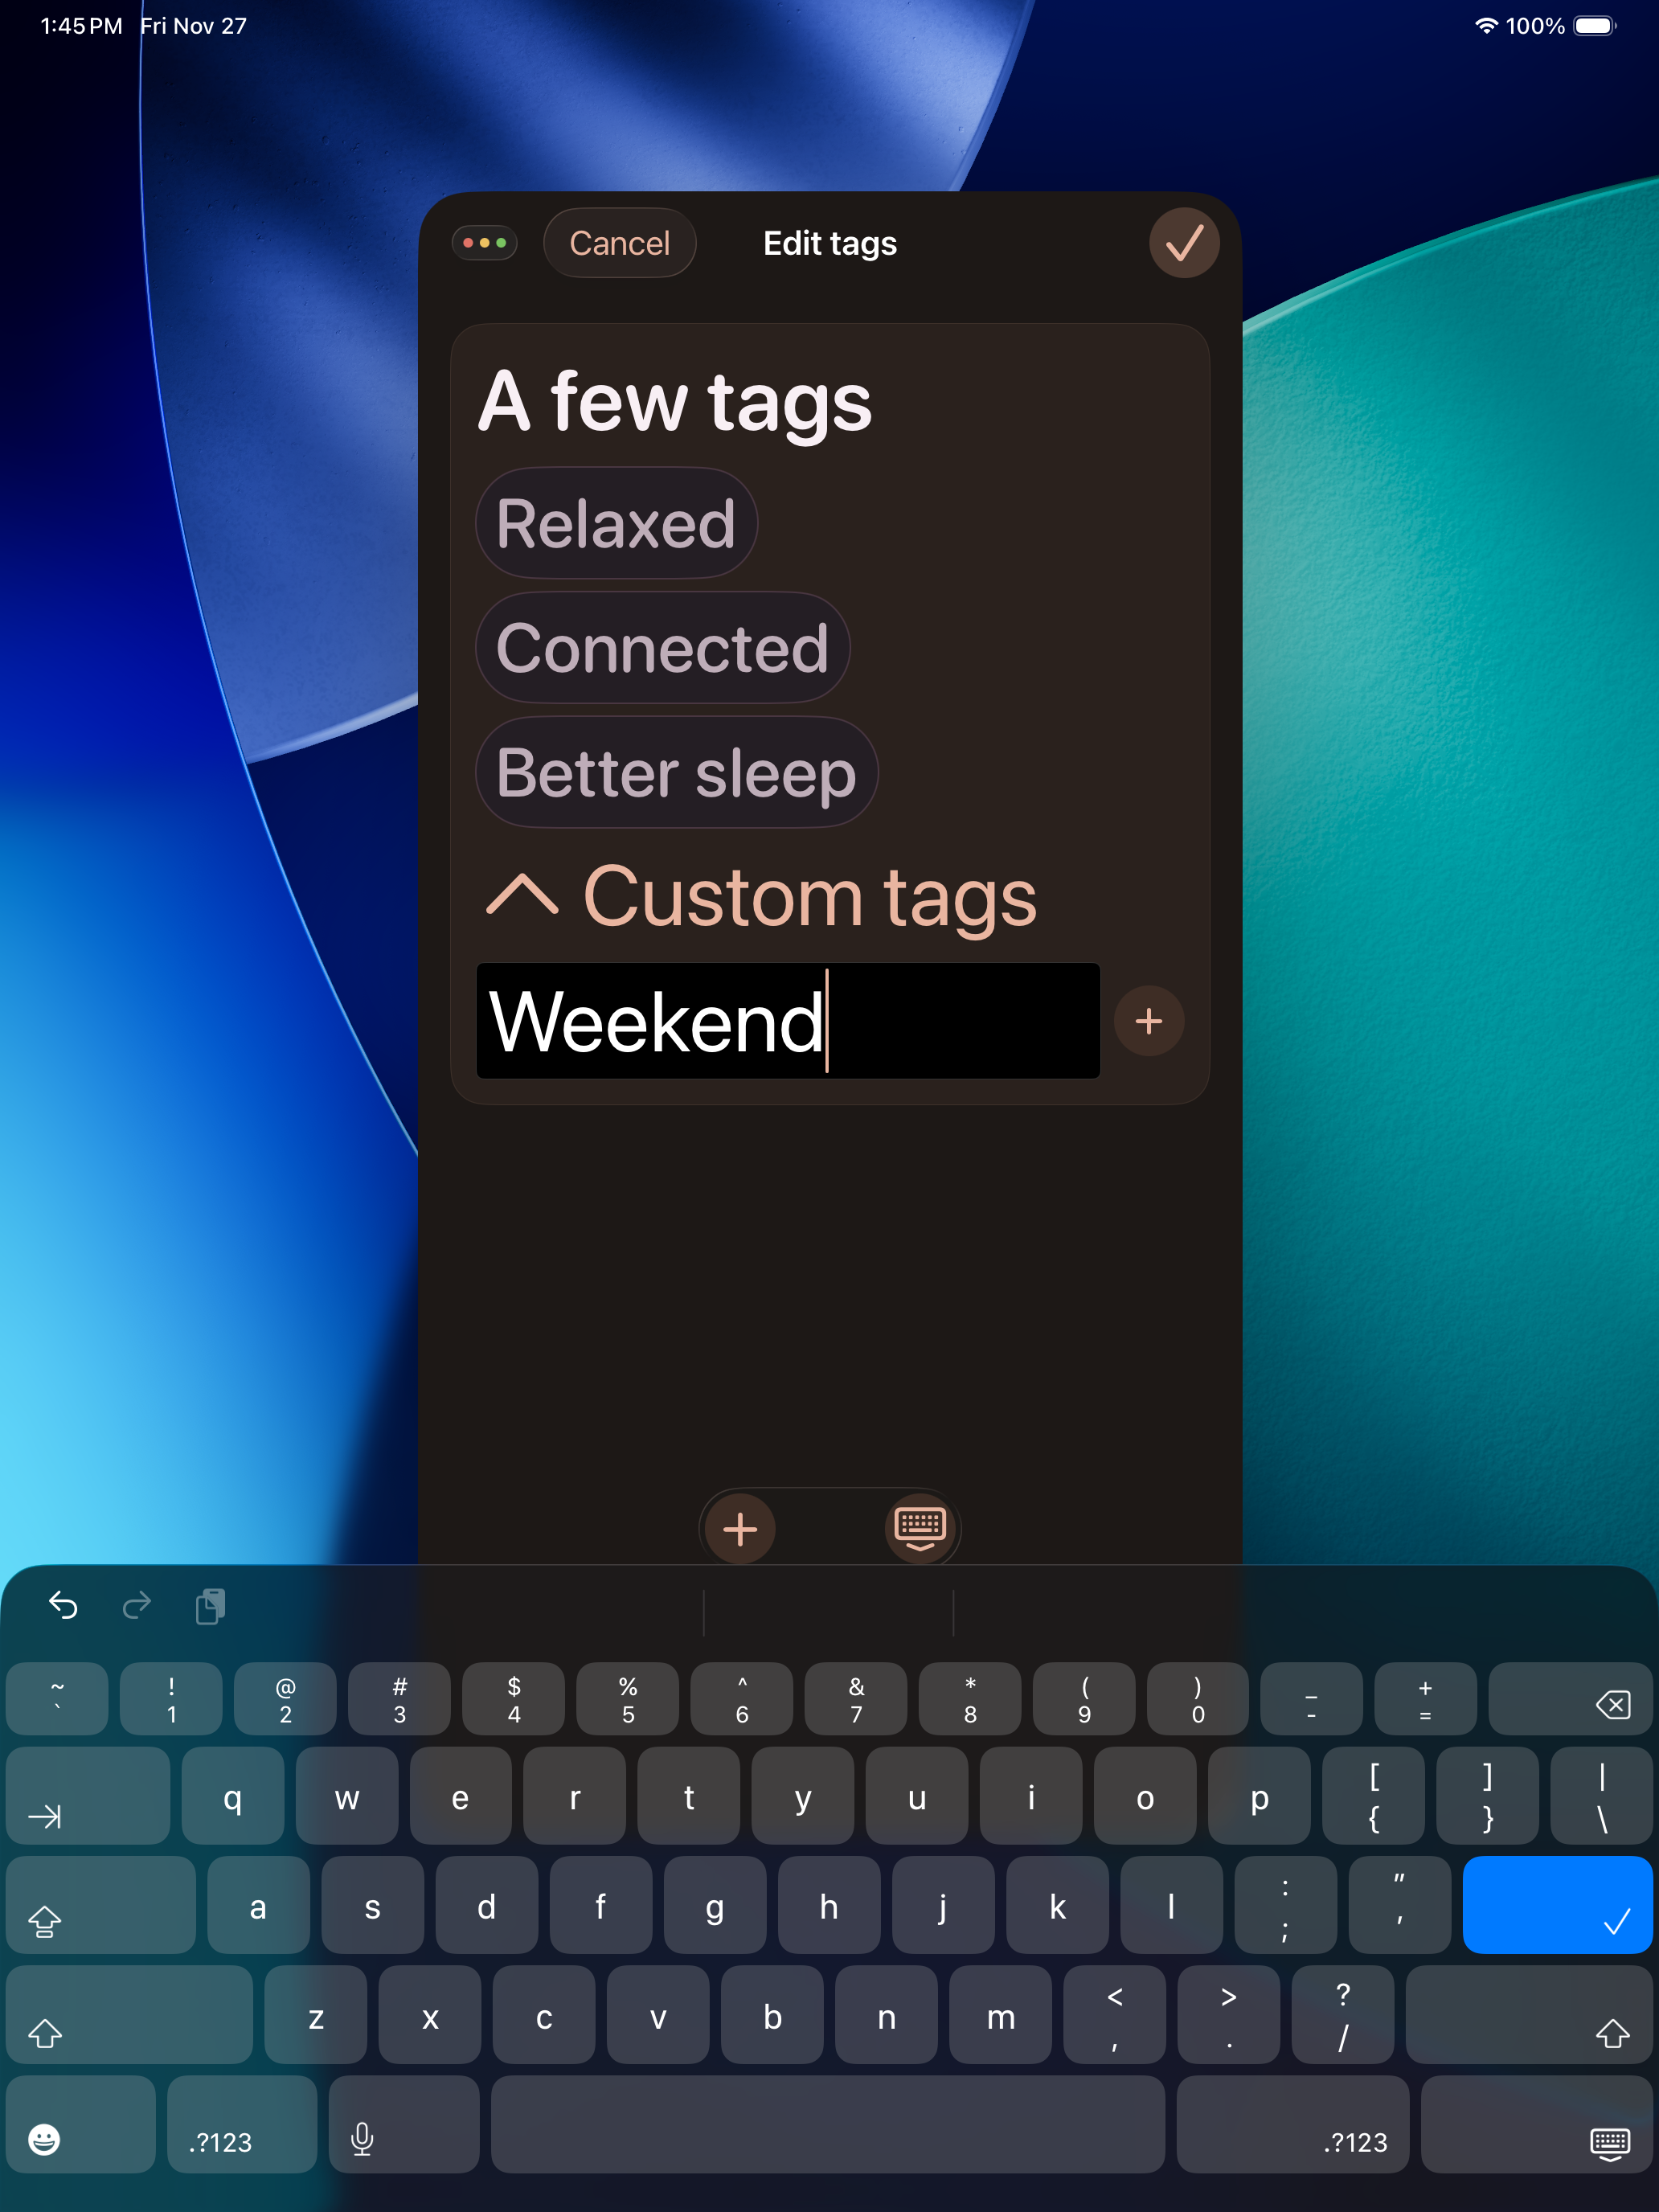 1:45 PM Fri Nov 27
100%
Cancel
Edit tags
A few tags
Relaxed
Connected
Better sleep
Custom tags
Weekend
~ ! @ # $ % ^ & * ( ) _ +
` 1 2 3 4 5 6 7 8 9 0 - =
q w e r t y u i o p [ ] |
{ } \
a s d f g h j k l : "
; '
z x c v b n m < > ?
, . /
.?123 .?123